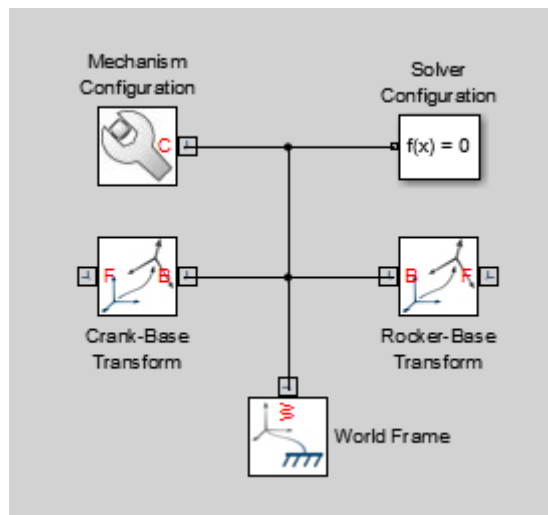 Mechanism
Configuration
Solver
Configuration
C
f(x) = 0
F
B
B
F
Crank-Base
Transform
Rocker-Base
Transform
W
World Frame